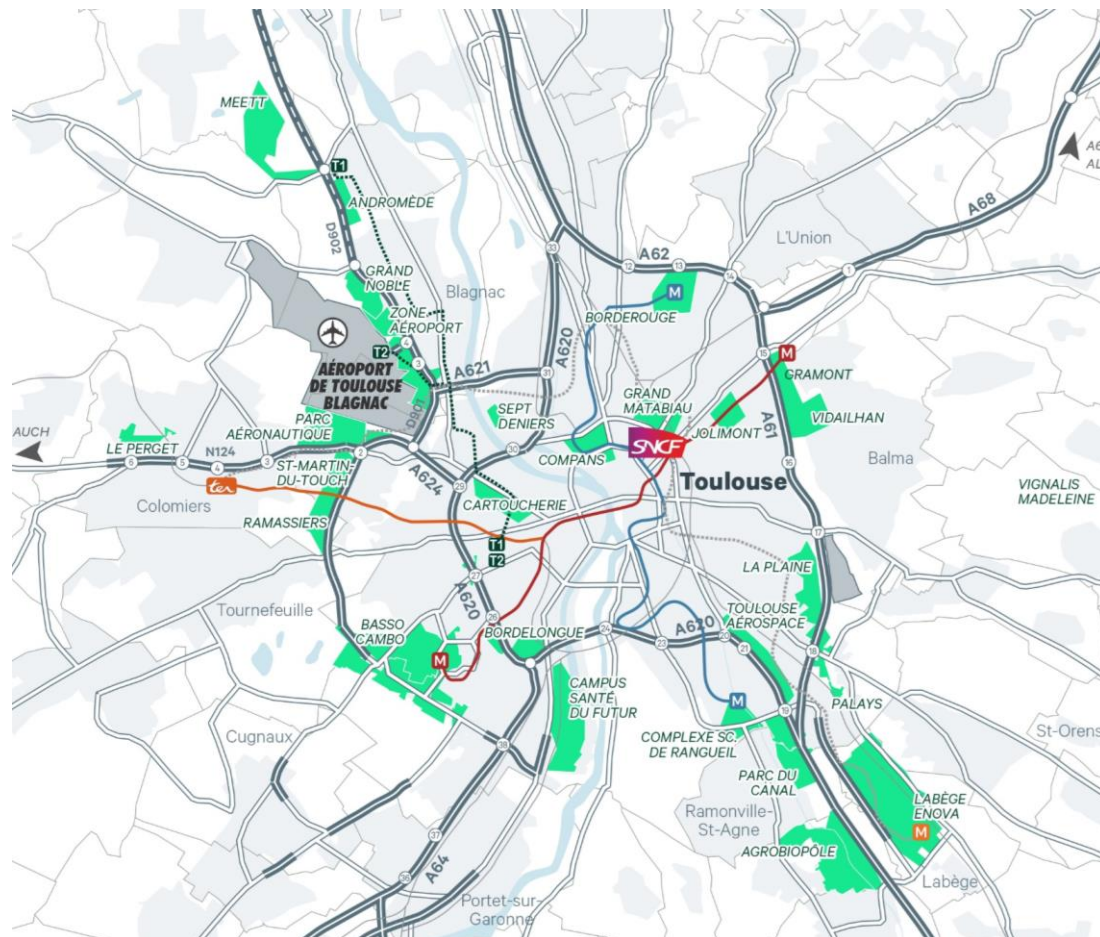 MEETT
T1
ANDROMÈDE
D902
A68
A62
L'Union
33
12
13
14
1
GRAND
NOBLE
Blagnac
M
BORDEROUGE
ZONE
AÉROPORT
4
3
T2
A621
A620
31
15
M
GRAMONT
AÉROPORT
DE TOULOUSE
BLAGNAC
D901
SEPT
DENIERS
GRAND
MATABIAU
JOLIMONT
VIDAILHAN
A61
AUCH
PARC
AÉRONAUTIQUE
LE PERGET
N124
6
5
4
3
2
SNCF
COMPANS
30
16
Balma
ST-MARTIN-
DU-TOUCH
ter
A624
29
Toulouse
VIGNALIS
MADELEINE
Colomiers
CARTOUCHERIE
RAMASSIERS
T1
T2
17
LA PLAINE
27
A620
Tournefeuille
26
BASSO
CAMBO
BORDELONGUE
TOULOUSE
AÉROSPACE
24
A620
23
20
21
18
M
CAMPUS
SANTÉ
DU FUTUR
M
PALAYS
19
COMPLEXE SC.
DE RANGUEIL
St-Orens
Cugnaux
38
PARC DU
CANAL
LABÈGE
ENOVA
M
Ramonville-
St-Agne
37
A64
AGROBIOPÔLE
36
Labège
Portet-sur-
Garonne